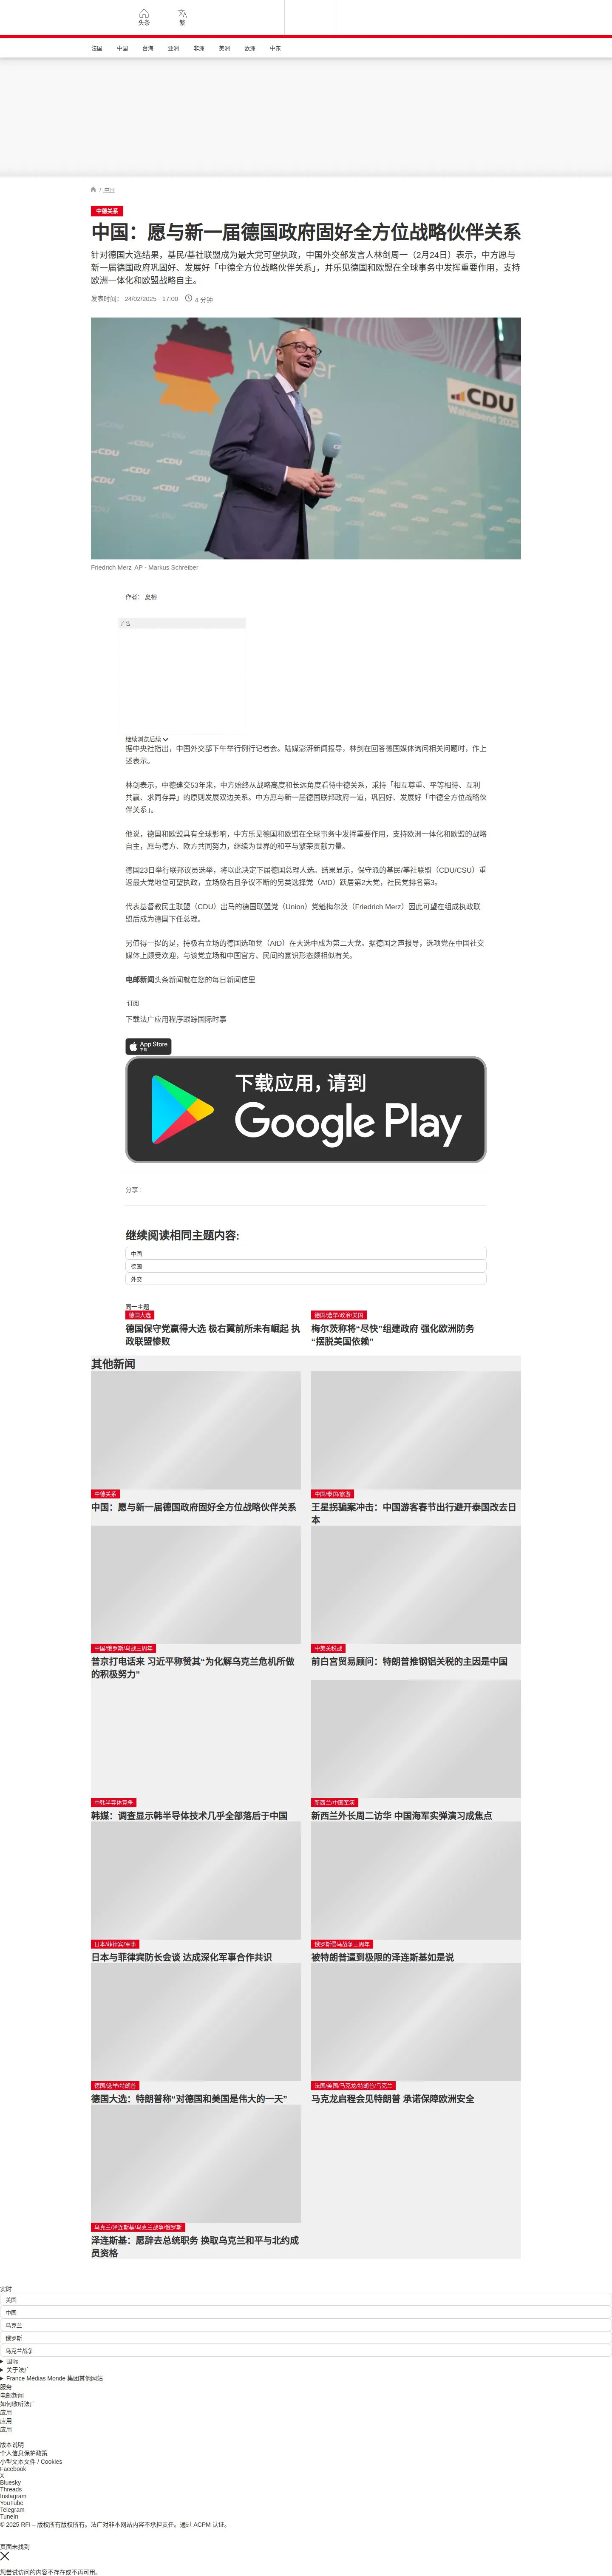 头条
繁
法国 中国 台海 亚洲 非洲 美洲 欧洲 中东
/ 中国
中德关系
中国：愿与新一届德国政府固好全方位战略伙伴关系
针对德国大选结果，基民/基社联盟成为最大党可望执政，中国外交部发言人林剑周一（2月24日）表示，中方愿与
新一届德国政府巩固好、发展好「中德全方位战略伙伴关系」，并乐见德国和欧盟在全球事务中发挥重要作用，支持
欧洲一体化和欧盟战略自主。
发表时间： 24/02/2025 - 17:00 4 分钟
Partner
CDU
Wahlabend 2025
Friedrich Merz AP - Markus Schreiber
作者： 夏榕
广告
继续浏览后续
据中央社指出，中国外交部下午举行例行记者会。陆媒澎湃新闻报导，林剑在回答德国媒体询问相关问题时，作上
述表示。
林剑表示，中德建交53年来，中方始终从战略高度和长远角度看待中德关系，秉持「相互尊重、平等相待、互利
共赢、求同存异」的原则发展双边关系。中方愿与新一届德国联邦政府一道，巩固好、发展好「中德全方位战略伙
伴关系」。
他说，德国和欧盟具有全球影响，中方乐见德国和欧盟在全球事务中发挥重要作用，支持欧洲一体化和欧盟的战略
自主，愿与德方、欧方共同努力，继续为世界的和平与繁荣贡献力量。
德国23日举行联邦议员选举，将以此决定下届德国总理人选。结果显示，保守派的基民/基社联盟（CDU/CSU）重
返最大党地位可望执政，立场极右且争议不断的另类选择党（AfD）跃居第2大党，社民党排名第3。
代表基督教民主联盟（CDU）出马的德国联盟党（Union）党魁梅尔茨（Friedrich Merz）因此可望在组成执政联
盟后成为德国下任总理。
另值得一提的是，持极右立场的德国选项党（AfD）在大选中成为第二大党。据德国之声报导，选项党在中国社交
媒体上颇受欢迎，与该党立场和中国官方、民间的意识形态颇相似有关。
电邮新闻头条新闻就在您的每日新闻信里
订阅
下载法广应用程序跟踪国际时事
App Store
下载
下载应用，请到
Google Play
分享 :
继续阅读相同主题内容:
中国
德国
外交
同一主题
德国大选
德国保守党赢得大选 极右翼前所未有崛起 执
政联盟惨败
德国/选举/政治/美国
梅尔茨称将“尽快”组建政府 强化欧洲防务
“摆脱美国依赖”
其他新闻
中德关系
中国：愿与新一届德国政府固好全方位战略伙伴关系
中国/泰国/旅游
王星拐骗案冲击：中国游客春节出行避开泰国改去日
本
中国/俄罗斯/乌战三周年
普京打电话来 习近平称赞其“为化解乌克兰危机所做
的积极努力”
中美关税战
前白宫贸易顾问：特朗普推钢铝关税的主因是中国
中韩半导体竞争
韩媒：调查显示韩半导体技术几乎全部落后于中国
新西兰/中国军演
新西兰外长周二访华 中国海军实弹演习成焦点
日本/菲律宾/军事
日本与菲律宾防长会谈 达成深化军事合作共识
俄罗斯侵乌战争三周年
被特朗普逼到极限的泽连斯基如是说
德国/选举/特朗普
德国大选：特朗普称“对德国和美国是伟大的一天”
法国/美国/马克龙/特朗普/乌克兰
马克龙启程会见特朗普 承诺保障欧洲安全
乌克兰/泽连斯基/乌克兰战争/俄罗斯
泽连斯基：愿辞去总统职务 换取乌克兰和平与北约成
员资格
实时
美国
中国
乌克兰
俄罗斯
乌克兰战争
国际
关于法广
France Médias Monde 集团其他网站
服务
电邮新闻
如何收听法广
应用
应用
应用
版本说明
个人信息保护政策
小型文本文件 / Cookies
Facebook
X
Bluesky
Threads
Instagram
YouTube
Telegram
TuneIn
© 2025 RFI – 版权所有版权所有。法广对非本网站内容不承担责任。通过 ACPM 认证。
页面未找到
您尝试访问的内容不存在或不再可用。